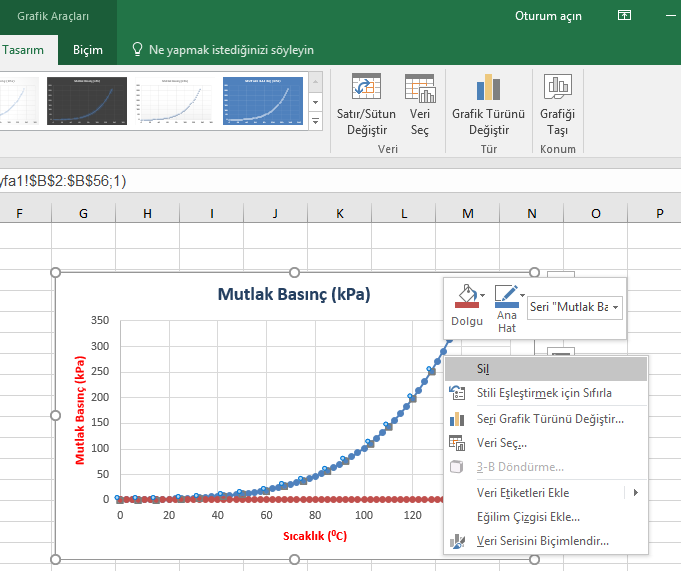 Grafik Araçları
Oturum açın
Tasarım
Biçim
Ne yapmak istediğinizi söyleyin
Satır/Sütun
Değiştir
Veri
Seç
Grafik Türünü
Değiştir
Grafiği
Taşı
Veri
Tür
Konum
yfa1!$B$2:$B$56;1)
F G H I J K L M N O P
Mutlak Basınç (kPa)
Mutlak Basınç (kPa)
350
300
250
200
150
100
50
0
0 20 40 60 80 100 120
Sıcaklık (⁰C)
Dolgu
Ana
Hat
Seri "Mutlak Ba
Sil
Stili Eşleştirmek için Sıfırla
Seri Grafik Türünü Değiştir...
Veri Seç...
3-B Döndürme...
Veri Etiketleri Ekle
Eğilim Çizgisi Ekle...
Veri Serisini Biçimlendir...